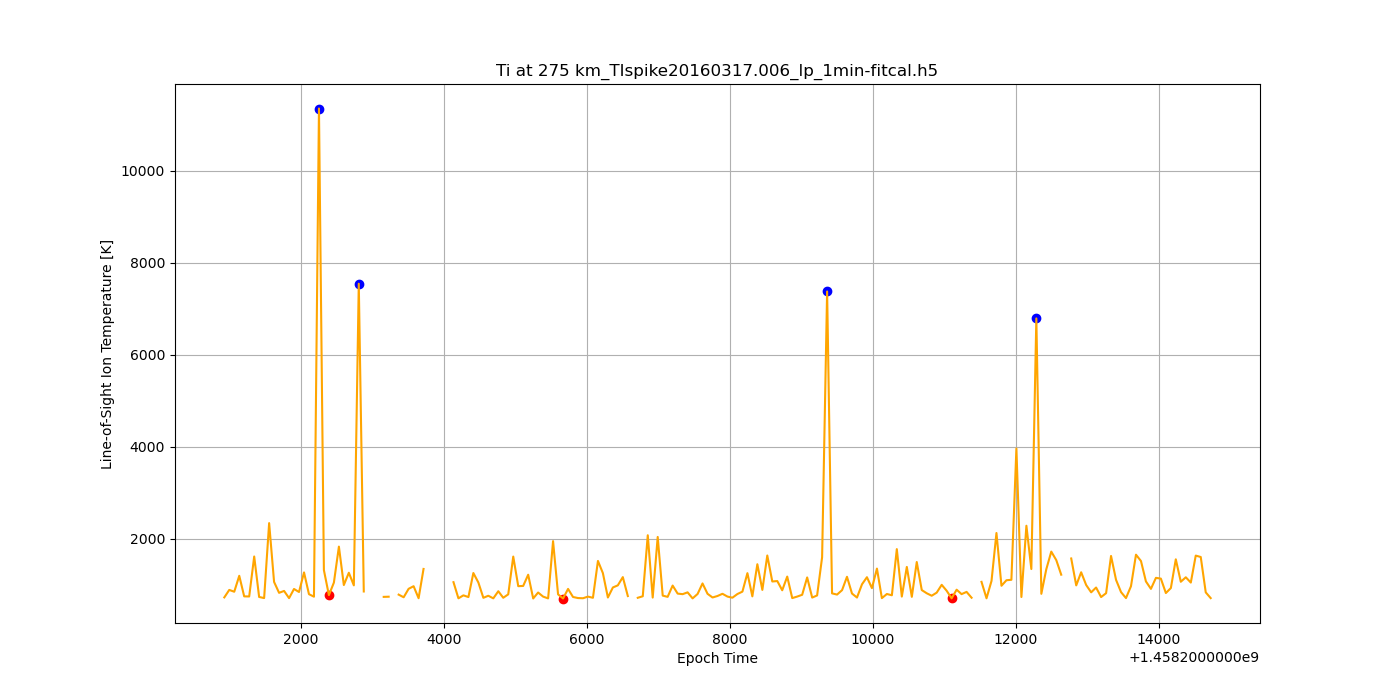 Ti at 275 km_TIspike20160317.006_lp_1min-fitcal.h5
Line-of-Sight Ion Temperature [K]
10000
8000
6000
4000
2000
2000 4000 6000 8000 10000 12000 14000
Epoch Time
+1.4582000000e9